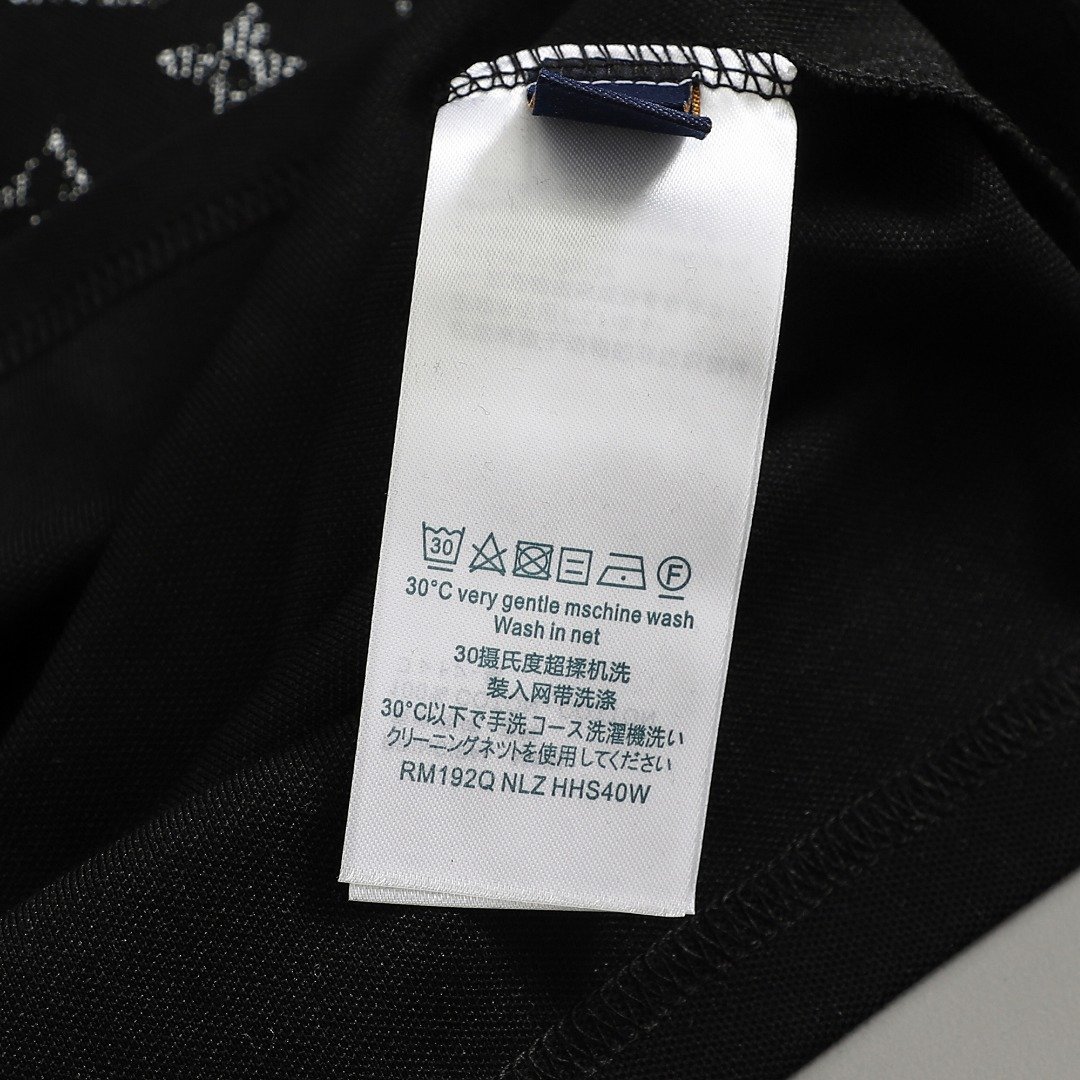 30
F
30°C very gentle mschine wash
Wash in net
30摄氏度超揉机洗
装入网带洗涤
30°C以下で手洗コース洗濯機洗い
クリーニングネットを使用してください
RM192Q NLZ HHS40W